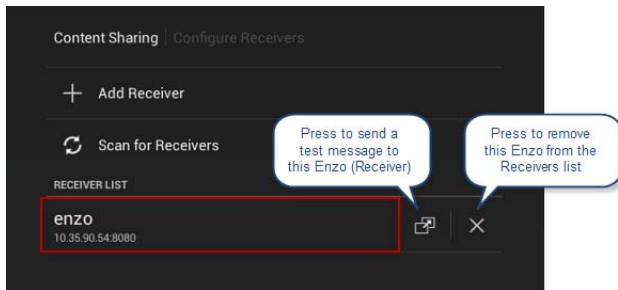 Content Sharing | Configure Receivers
Add Receiver
Scan for Receivers
Press to send a
test message to
this Enzo (Receiver)
Press to remove
this Enzo from the
Receivers list
RECEIVER LIST
enzo
10.35.90.54:8080